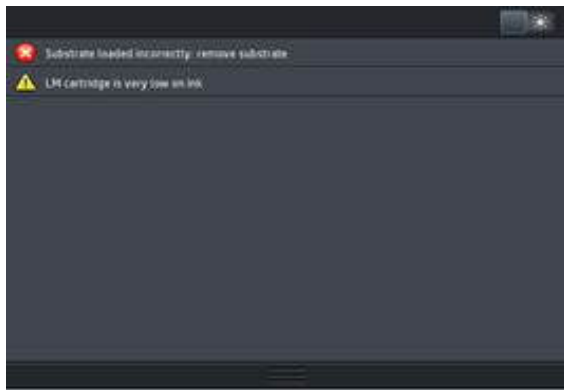 Substrate loaded incorrectly: remove substrate
LM cartridge is very low on ink